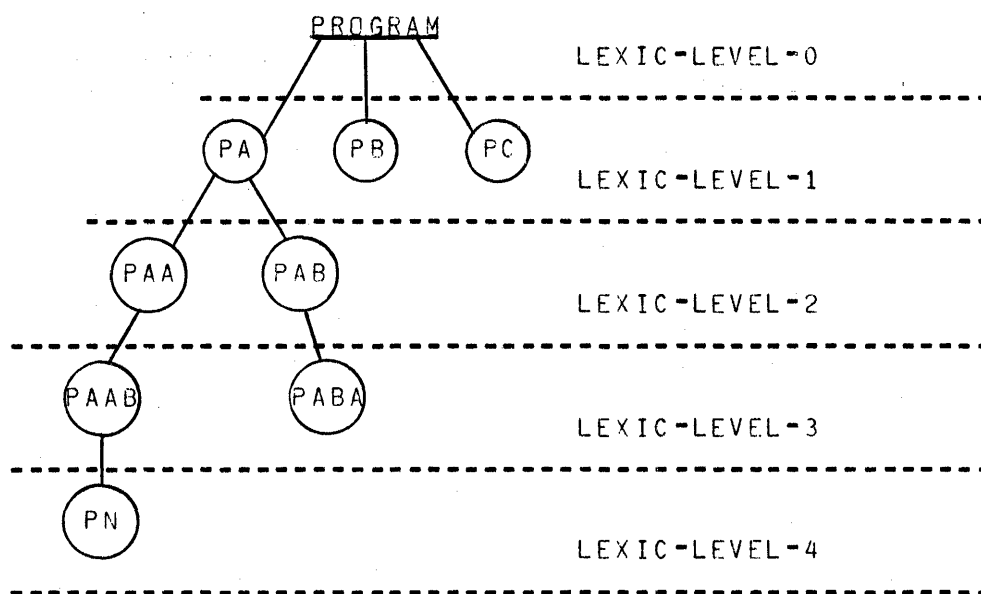 PROGRAM
LEXIC-LEVEL-0
PA PB PC
LEXIC-LEVEL-1
PAA PAB
LEXIC-LEVEL-2
PAAB PABA
LEXIC-LEVEL-3
PN
LEXIC-LEVEL-4